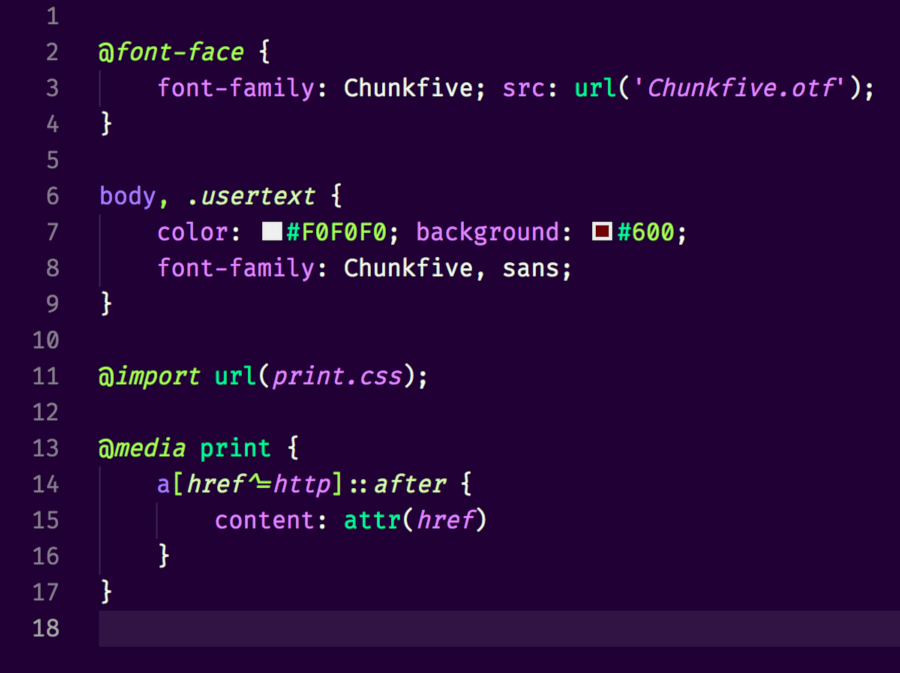 1
2 @font-face {
3 font-family: Chunkfive; src: url('Chunkfive.otf');
4 }
5
6 body, .usertext {
7 color: #F0F0F0; background: #600;
8 font-family: Chunkfive, sans;
9 }
10
11 @import url(print.css);
12
13 @media print {
14 a[href^=http]::after {
15 content: attr(href)
16 }
17 }
18